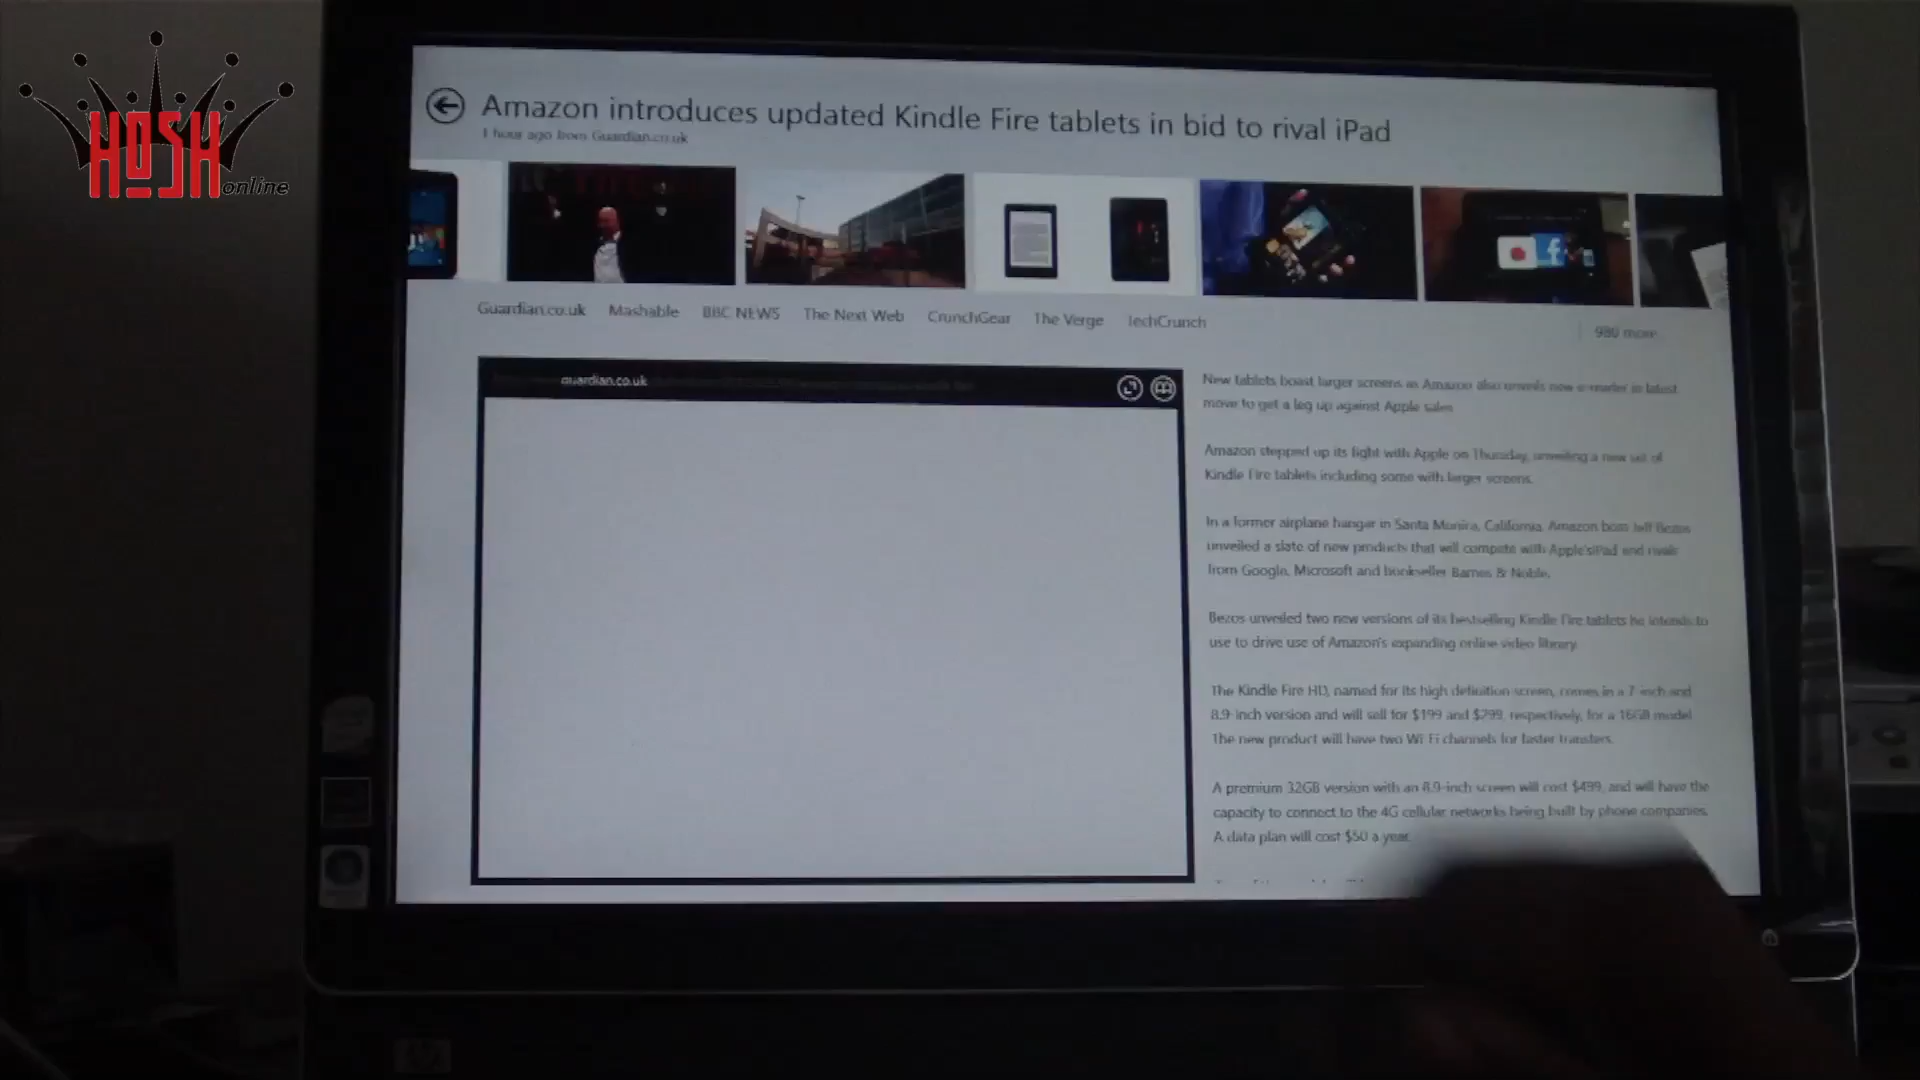 HOSH
online
Amazon introduces updated Kindle Fire tablets in bid to rival iPad
1 hour ago from Guardian.co.uk
Guardian.co.uk Mashable BBC NEWS The Next Web CrunchGear The Verge TechCrunch
980 more
guardian.co.uk
New tablets boast larger screens as Amazon also unveils new e-reader in latest
move to get a leg up against Apple sales
Amazon stepped up its fight with Apple on Thursday, unveiling a new set of
Kindle Fire tablets including some with larger screens.
In a former airplane hangar in Santa Monica, California, Amazon boss Jeff Bezos
unveiled a slate of new products that will compete with Apple'siPad and rivals
from Google, Microsoft and bookseller Barnes & Noble.
Bezos unveiled two new versions of its bestselling Kindle Fire tablets he intends to
use to drive use of Amazon's expanding online video library.
The Kindle Fire HD, named for its high definition screen, comes in a 7-inch and
8.9-inch version and will sell for $199 and $299, respectively, for a 16GB model.
The new product will have two Wi-Fi channels for faster transfers.
A premium 32GB version with an 8.9-inch screen will cost $499, and will have the
capacity to connect to the 4G cellular networks being built by phone companies.
A data plan will cost $50 a year.